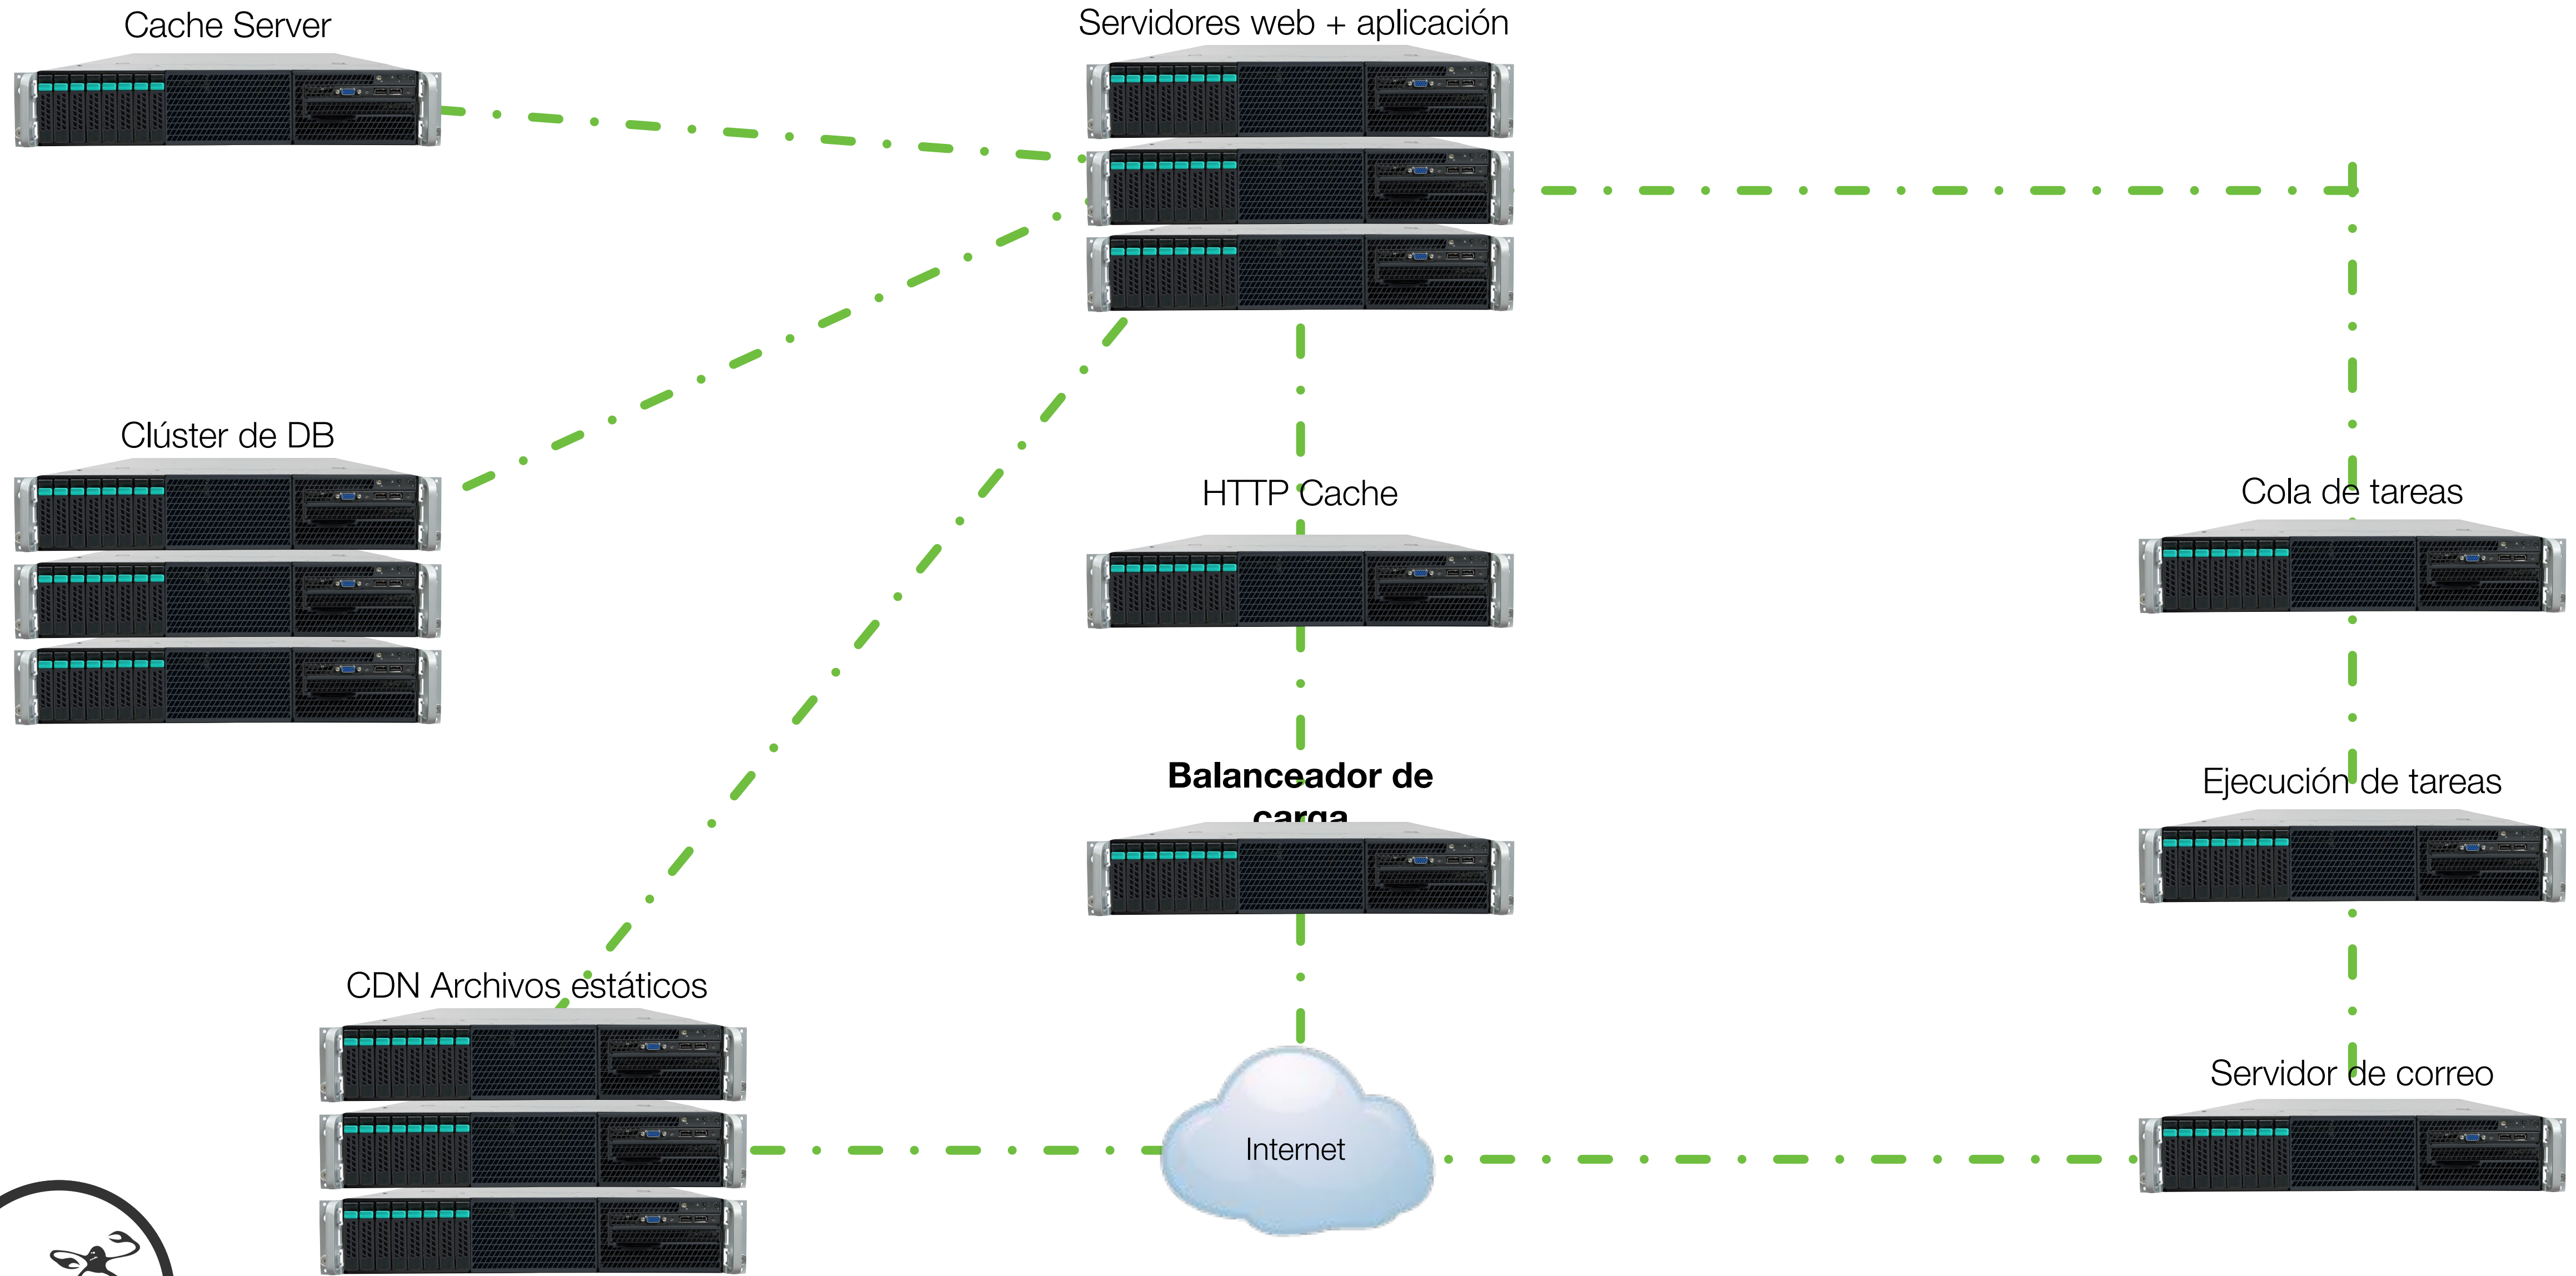 Cache Server
Servidores web + aplicación
Clúster de DB
HTTP Cache
Cola de tareas
Balanceador de
carga
Ejecución de tareas
CDN Archivos estáticos
Servidor de correo
Internet